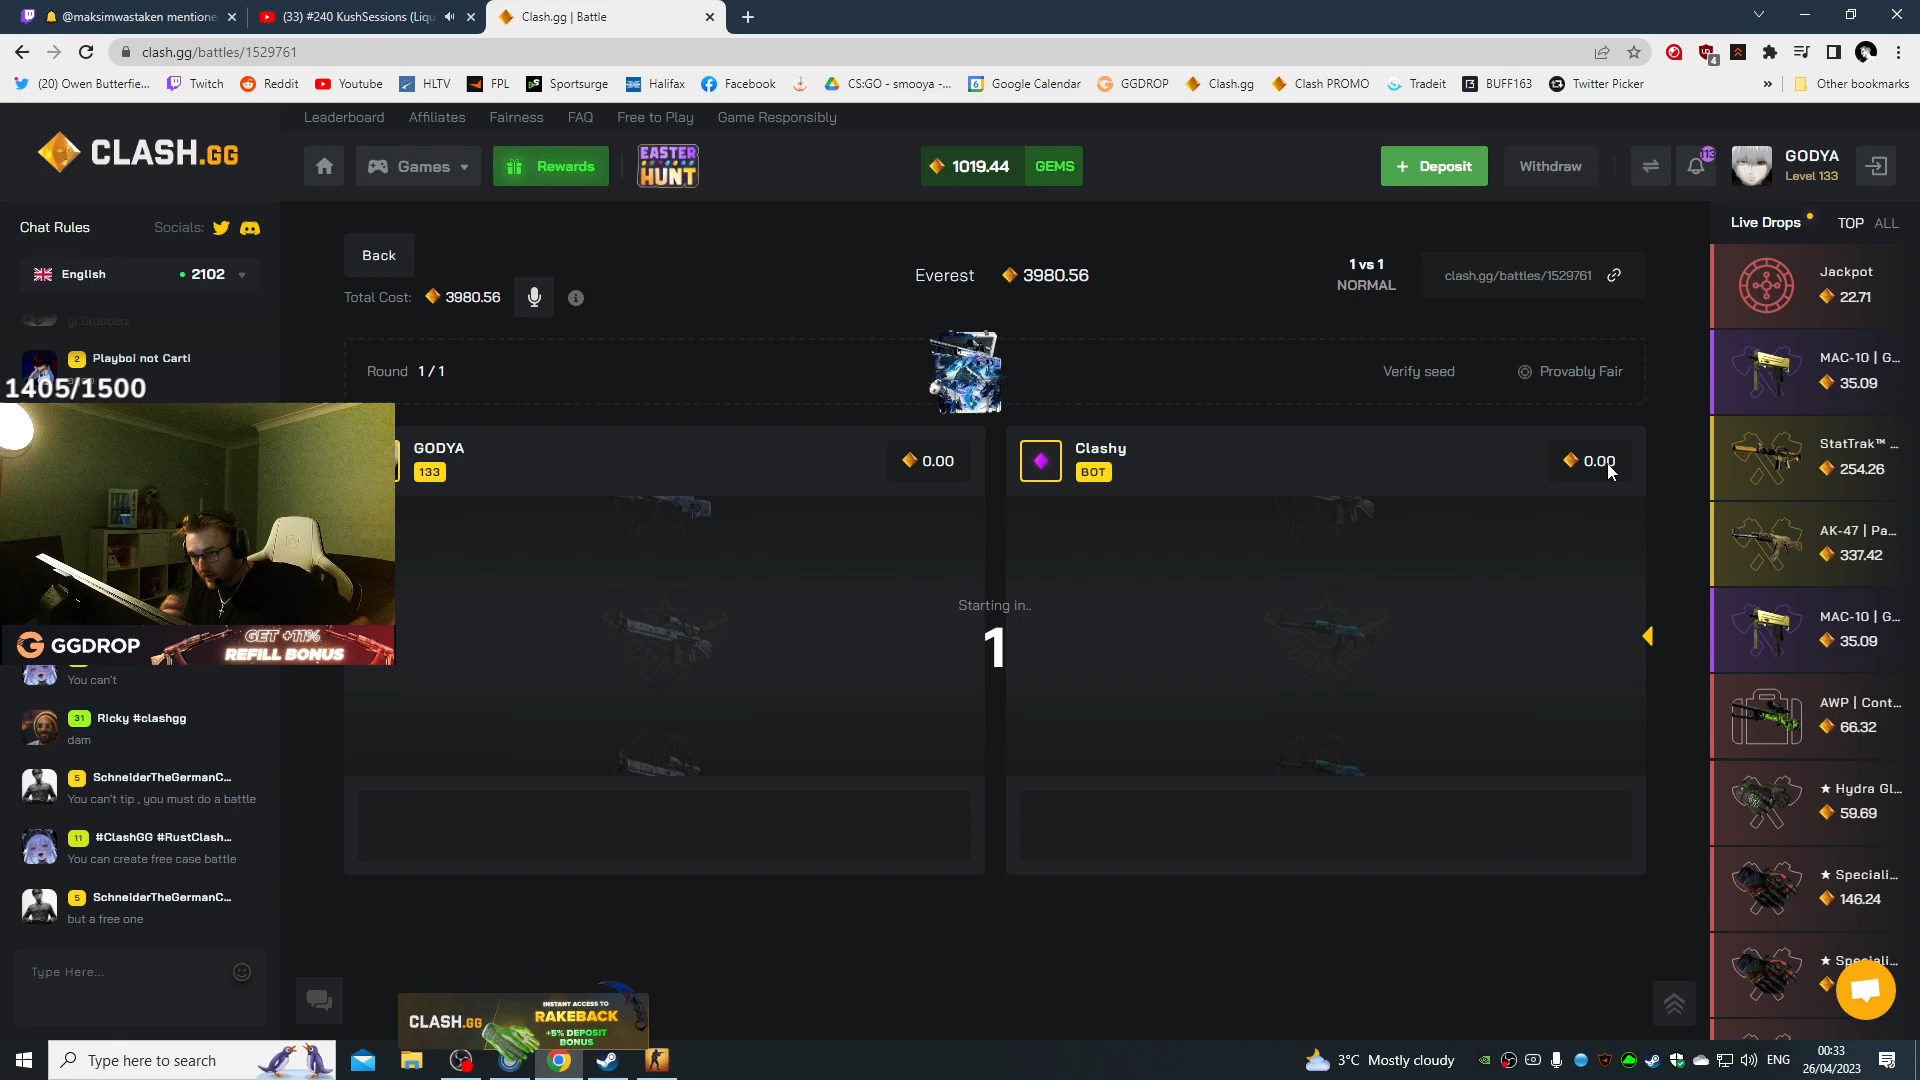 @maksimwastaken mentione
(33) #240 KushSessions (Liqu
Clash.gg | Battle
clash.gg/battles/1529761
4
(20) Owen Butterfie...
Twitch
Reddit
Youtube
HLTV
FPL
Sportsurge
Halifax
Facebook
CS:GO - smooya -...
Google Calendar
GGDROP
Clash.gg
Clash PROMO
Tradeit
BUFF163
Twitter Picker
Other bookmarks
Leaderboard
Affiliates
Fairness
FAQ
Free to Play
Game Responsibly
CLASH.GG
Games
Rewards
EASTER
HUNT
1019.44
GEMS
Deposit
Withdraw
113
GODYA
Level 133
Chat Rules
Socials:
English
2102
gl Grubberz
2 Playboi not Carti
1405/1500
GGDROP
GET +11%
REFILL BONUS
You can't
31 Ricky #clashgg
dam
5 SchneiderTheGermanC...
You can't tip , you must do a battle
11 #ClashGG #RustClash...
You can create free case battle
5 SchneiderTheGermanC...
but a free one
Type Here...
Back
Total Cost: 3980.56
Everest 3980.56
1 vs 1
NORMAL
clash.gg/battles/1529761
Round 1 / 1
Verify seed
Provably Fair
GODYA
133
0.00
Clashy
BOT
0.00
Starting in..
1
Live Drops
TOP ALL
Jackpot
22.71
MAC-10 | G...
35.09
StatTrak™ ...
254.26
AK-47 | Pa...
337.42
MAC-10 | G...
35.09
AWP | Cont...
66.32
★ Hydra Gl...
59.69
★ Speciali...
146.24
★ Speciali...
CLASH.GG
INSTANT ACCESS TO
RAKEBACK
+5% DEPOSIT
BONUS
Type here to search
3°C Mostly cloudy
ENG
00:33
26/04/2023